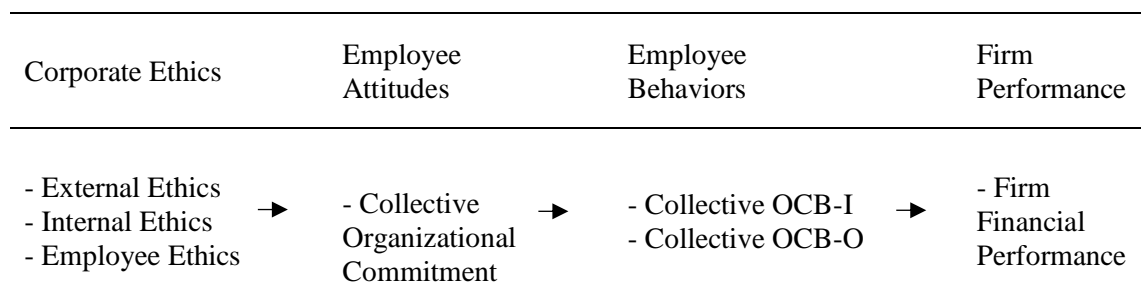 Corporate Ethics
Employee
Attitudes
Employee
Behaviors
Firm
Performance
- External Ethics
- Internal Ethics
- Employee Ethics
- Collective
Organizational
Commitment
- Collective OCB-I
- Collective OCB-O
- Firm
Financial
Performance